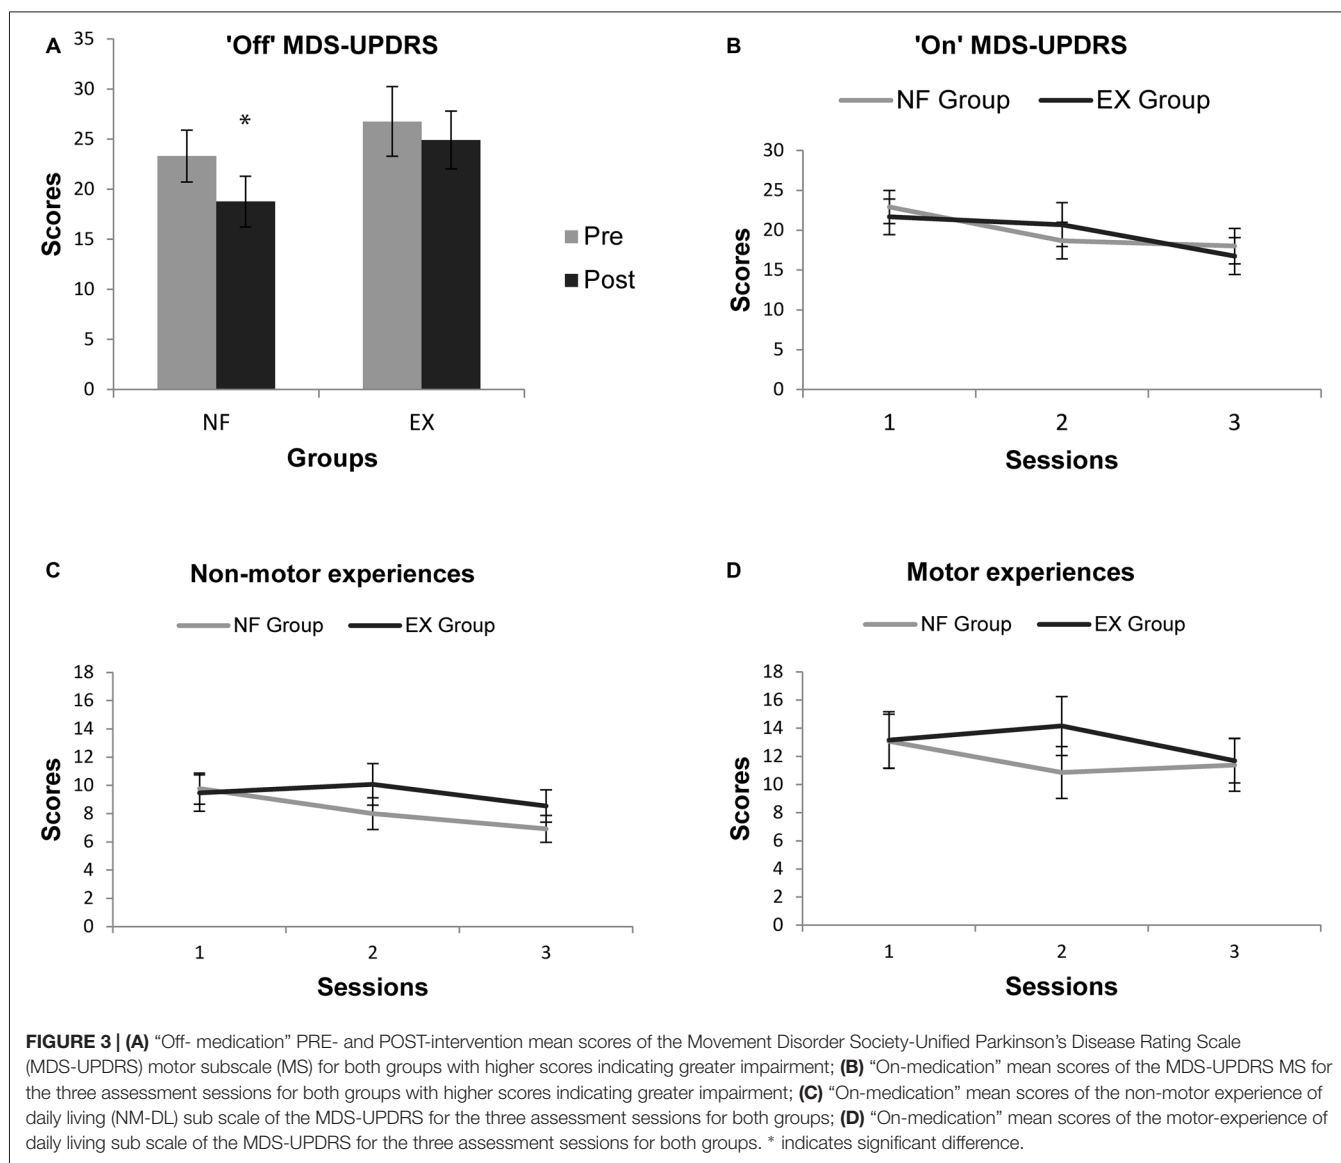 A
'Off' MDS-UPDRS
35
30
25
20
15
10
5
0
Scores
*
Pre
Post
NF
EX
Groups
B
'On' MDS-UPDRS
NF Group
EX Group
30
25
20
15
10
5
0
Scores
1
2
3
Sessions
C
Non-motor experiences
NF Group
EX Group
18
16
14
12
10
8
6
4
2
0
Scores
1
2
3
Sessions
D
Motor experiences
NF Group
EX Group
18
16
14
12
10
8
6
4
2
0
Scores
1
2
3
Sessions
FIGURE 3 | (A) “Off- medication” PRE- and POST-intervention mean scores of the Movement Disorder Society-Unified Parkinson’s Disease Rating Scale
(MDS-UPDRS) motor subscale (MS) for both groups with higher scores indicating greater impairment; (B) “On-medication” mean scores of the MDS-UPDRS MS for
the three assessment sessions for both groups with higher scores indicating greater impairment; (C) “On-medication” mean scores of the non-motor experience of
daily living (NM-DL) sub scale of the MDS-UPDRS for the three assessment sessions for both groups; (D) “On-medication” mean scores of the motor-experience of
daily living sub scale of the MDS-UPDRS for the three assessment sessions for both groups. * indicates significant difference.